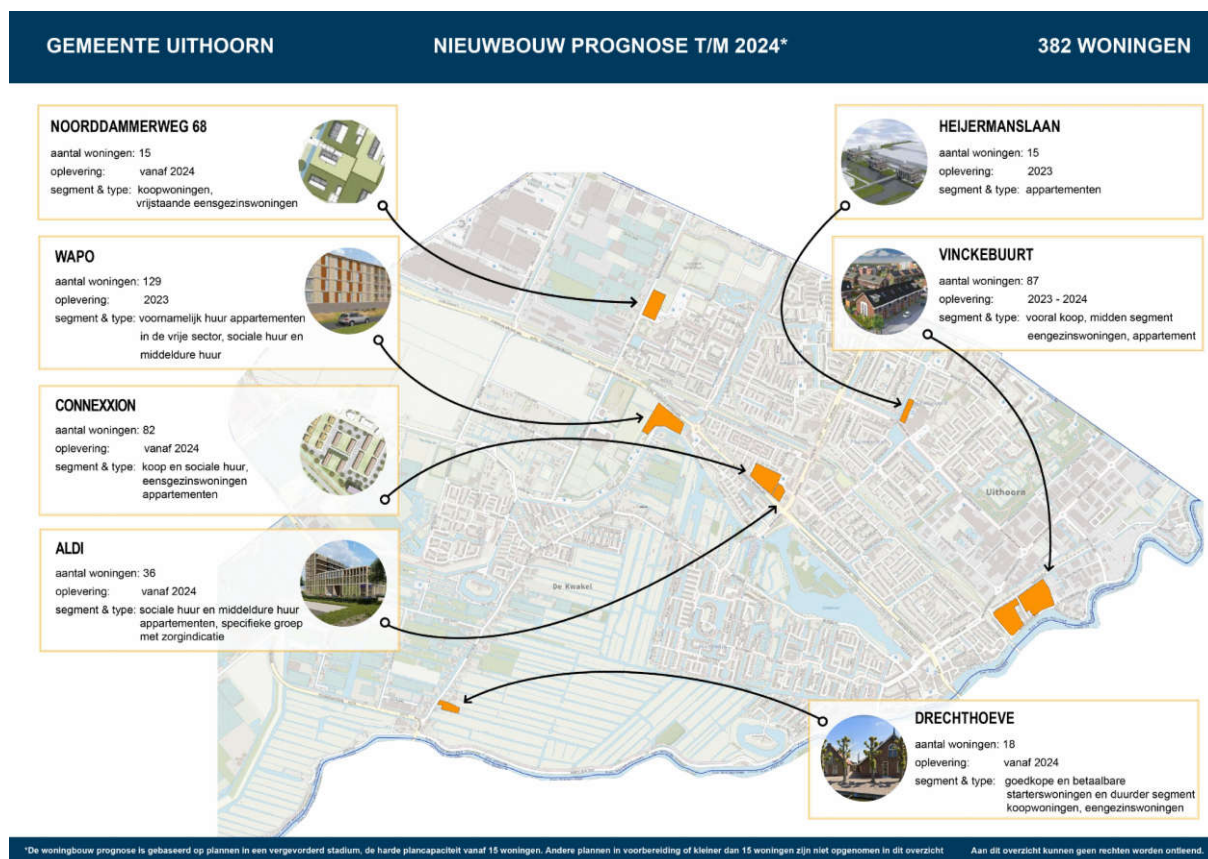 GEMEENTE UITHOORN
NIEUWBOUW PROGNOSE T/M 2024*
382 WONINGEN
NOORDDAMMERWEG 68
aantal woningen: 15
oplevering: vanaf 2024
segment & type: koopwoningen,
vrijstaande eensgezinswoningen
WAPO
aantal woningen: 129
oplevering: 2023
segment & type: voornamelijk huur appartementen
in de vrije sector, sociale huur en
middeldure huur
CONNEXXION
aantal woningen: 82
oplevering: vanaf 2024
segment & type: koop en sociale huur,
eensgezinswoningen
appartementen
ALDI
aantal woningen: 36
oplevering: vanaf 2024
segment & type: sociale huur en middeldure huur
appartementen, specifieke groep
met zorgindicatie
HEIJERMANSLAAN
aantal woningen: 15
oplevering: 2023
segment & type: appartementen
VINCKEBUURT
aantal woningen: 87
oplevering: 2023 - 2024
segment & type: vooral koop, midden segment
eengezinswoningen, appartement
Uithoorn
De Kwakel
DRECHTHOEVE
aantal woningen: 18
oplevering: vanaf 2024
segment & type: goedkope en betaalbare
starterswoningen en duurder segment
koopwoningen, eengezinswoningen
*De woningbouw prognose is gebaseerd op plannen in een vergevorderd stadium, de harde plancapaciteit vanaf 15 woningen. Andere plannen in voorbereiding of kleiner dan 15 woningen zijn niet opgenomen in dit overzicht
Aan dit overzicht kunnen geen rechten worden ontleend.